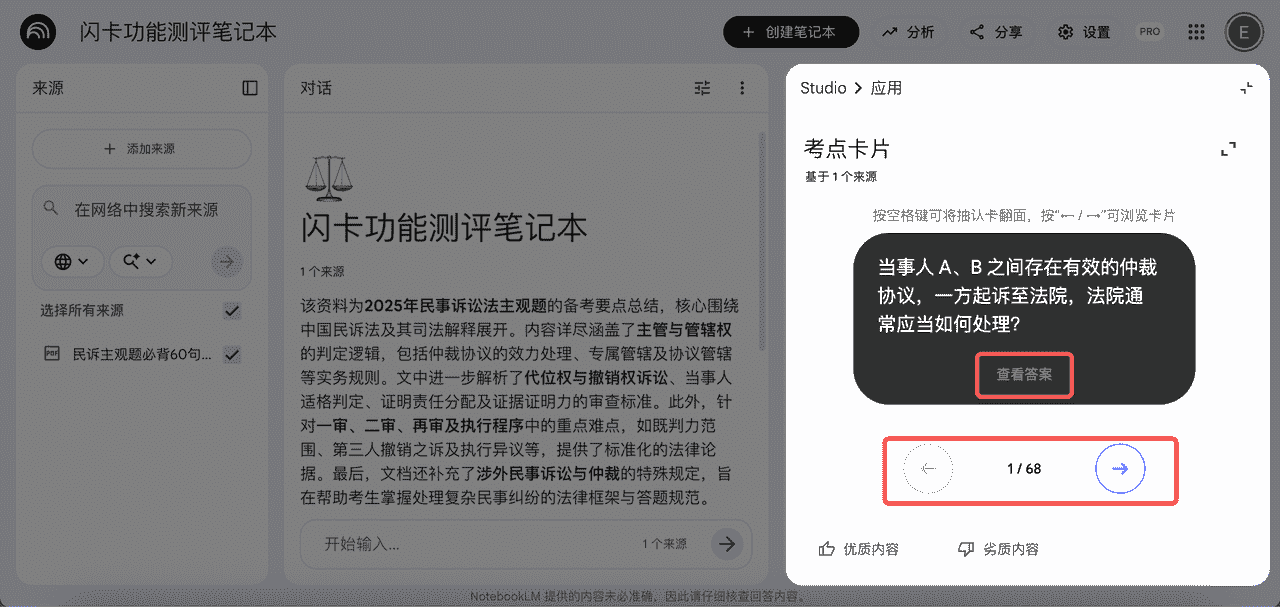 闪卡功能测评笔记本
+ 创建笔记本
分析
分享
设置
PRO
E
来源
+ 添加来源
在网络中搜索新来源
选择所有来源
PDF 民诉主观题必背60句...
对话
闪卡功能测评笔记本
1 个来源
该资料为2025年民事诉讼法主观题的备考要点总结，核心围绕
中国民诉法及其司法解释展开。内容详尽涵盖了主管与管辖权
的判定逻辑，包括仲裁协议的效力处理、专属管辖及协议管辖
等实务规则。文中进一步解析了代位权与撤销权诉讼、当事人
适格判定、证明责任分配及证据证明力的审查标准。此外，针
对一审、二审、再审及执行程序中的重点难点，如既判力范
围、第三人撤销之诉及执行异议等，提供了标准化的法律论
据。最后，文档还补充了涉外民事诉讼与仲裁的特殊规定，旨
在帮助考生掌握处理复杂民事纠纷的法律框架与答题规范。
开始输入...
1 个来源
NotebookLM 提供的内容未必准确，因此请仔细核查回答内容。
Studio > 应用
考点卡片
基于 1 个来源
按空格键可将抽认卡翻面，按“← / →”可浏览卡片
当事人 A、B 之间存在有效的仲裁
协议，一方起诉至法院，法院通
常应当如何处理?
查看答案
1 / 68
优质内容
劣质内容